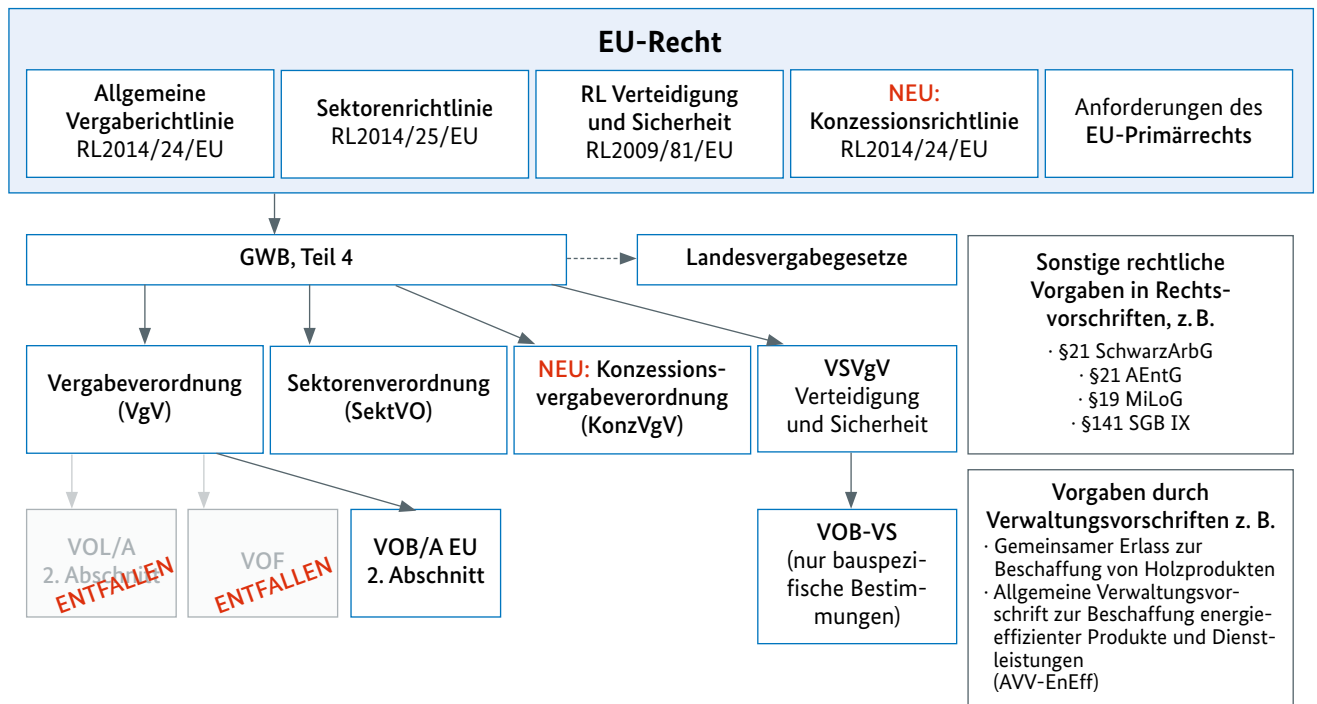 EU-Recht
Allgemeine
Vergaberichtlinie
RL2014/24/EU
Sektorenrichtlinie
RL2014/25/EU
RL Verteidigung
und Sicherheit
RL2009/81/EU
NEU:
Konzessionsrichtlinie
RL2014/24/EU
Anforderungen des
EU-Primärrechts
GWB, Teil 4
Landesvergabegesetze
Sonstige rechtliche
Vorgaben in Rechts-
vorschriften, z. B.
· §21 SchwarzArbG
· §21 AEntG
· §19 MiLoG
· §141 SGB IX
Vergabeverordnung
(VgV)
Sektorenverordnung
(SektVO)
NEU: Konzessions-
vergabeverordnung
(KonzVgV)
VSVgV
Verteidigung
und Sicherheit
VOL/A
2. Abschnitt
ENTFALLEN
VOF
ENTFALLEN
VOB/A EU
2. Abschnitt
VOB-VS
(nur bauspezi-
fische Bestim-
mungen)
Vorgaben durch
Verwaltungsvorschriften z. B.
· Gemeinsamer Erlass zur
Beschaffung von Holzprodukten
· Allgemeine Verwaltungsvor-
schrift zur Beschaffung energie-
effizienter Produkte und Dienst-
leistungen
(AVV-EnEff)